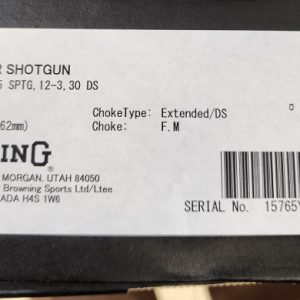 R SHOTGUN
5 SPTG,12-3,30 DS
ChokeType: Extended/DS
62mm) Choke: F.M
ING
MORGAN, UTAH 84050
Browning Sports Ltd/Ltee
ADA H4S 1W6
SERIAL No. 15765Y